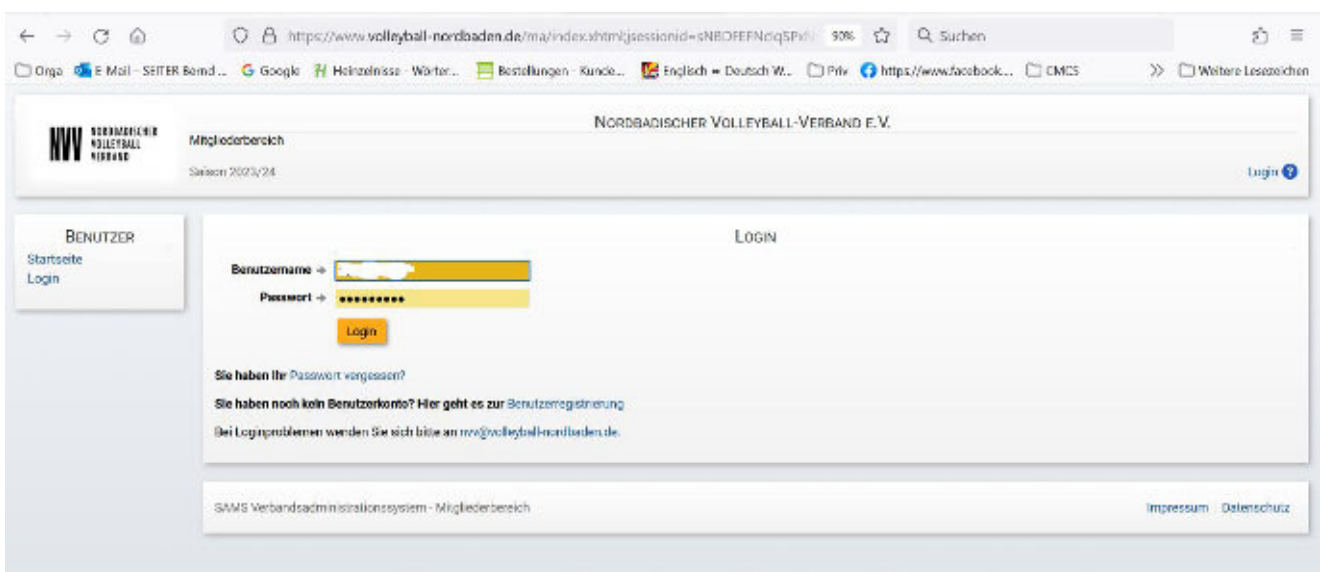 https://www.volleyball-nordbaden.de/ma/index.xhtml;jsessionid= 90% Suchen
Orga E-Mail – SEITER Bernd ... Google Heinzelnisse - Wörter... Bestellungen - Kunde... Englisch ⇔ Deutsch W... Priv https://www.facebook... CMCS >> Weitere Lesezeichen
NORDBADISCHER VOLLEYBALL-VERBAND E.V.
NVV NORDBADISCHER VOLLEYBALL VERBAND
Mitgliederbereich
Saison 2023/24
Login ?
BENUTZER
Startseite
Login
LOGIN
Benutzername
Passwort
Login
Sie haben Ihr Passwort vergessen?
Sie haben noch kein Benutzerkonto? Hier geht es zur Benutzerregistrierung
Bei Loginproblemen wenden Sie sich bitte an nvv@volleyball-nordbaden.de.
SAMS Verbandsadministrationssystem - Mitgliederbereich
Impressum Datenschutz